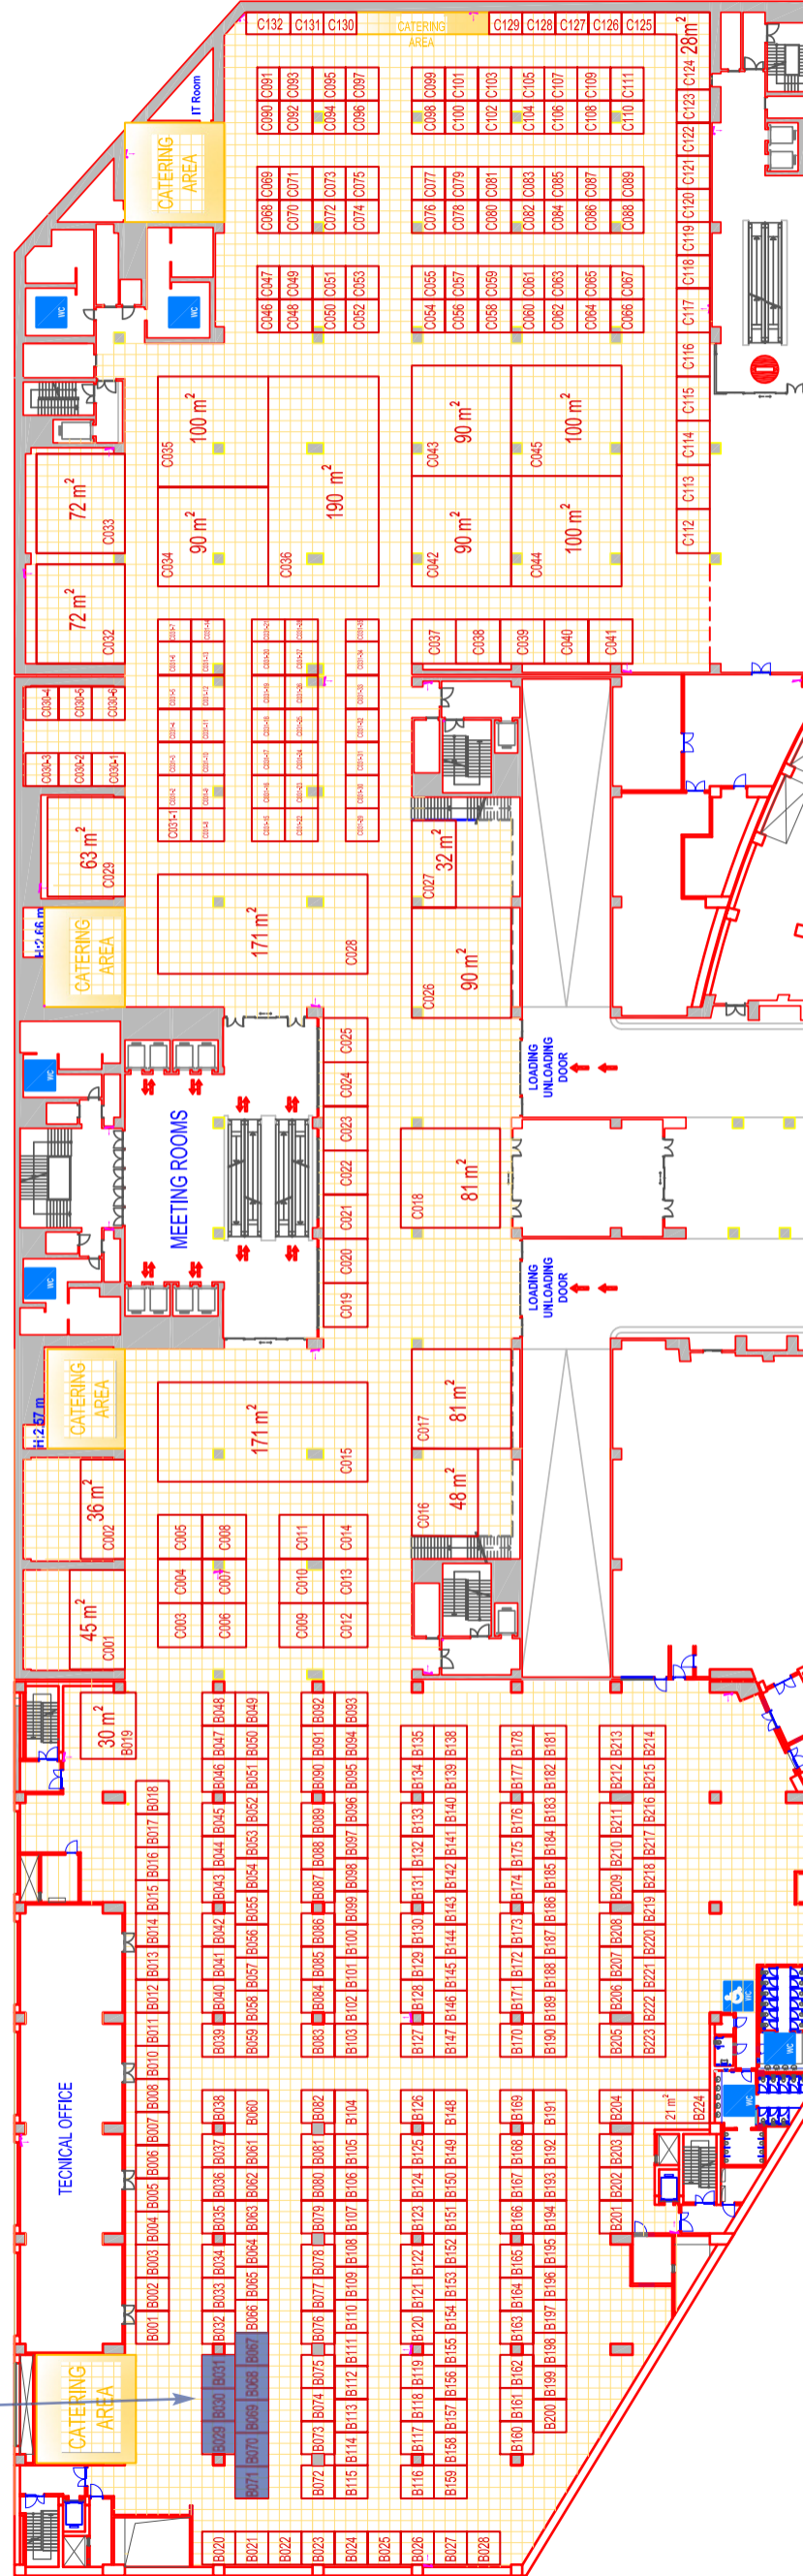 C132 C131 C130 CATERING AREA C129 C128 C127 C126 C125
28m²
C091 C093 C095 C097 C099 C101 C103 C105 C107 C109 C111 C124
IT Room
C090 C092 C094 C096 C098 C100 C102 C104 C106 C108 C110 C123
CATERING AREA
C122
C069 C071 C073 C075 C077 C079 C081 C083 C085 C087 C089 C121
C068 C070 C072 C074 C076 C078 C080 C082 C084 C086 C088 C120
C119
C047 C049 C051 C053 C055 C057 C059 C061 C063 C065 C067 C118
WC WC
C046 C048 C050 C052 C054 C056 C058 C060 C062 C064 C066 C117
C116
C035 100 m²
C043 90 m²
C045 100 m²
C115
C114
72 m² C033
C034 90 m²
C036 190 m²
C042 90 m²
C044 100 m²
C113
C112
72 m² C032
C037 C038 C039 C040 C041
C030-4 C030-5 C030-6
C030-3 C030-2 C030-1
C031-1
63 m² C029
C027 32 m²
H:2.66 m
CATERING AREA
171 m² C028
C026 90 m²
WC
C025
C024
C023
C022
C021
C020
C019
MEETING ROOMS
LOADING UNLOADING DOOR
C018 81 m²
WC
LOADING UNLOADING DOOR
H:2.57 m
CATERING AREA
171 m² C015
C017 81 m²
36 m² C002
C016 48 m²
C005 C008 C011 C014
C004 C007 C010 C013
C003 C006 C009 C012
45 m² C001
30 m² B019
B048 B049 B092 B093
B047 B050 B091 B094 B135 B138 B178 B181 B213 B214
B046 B051 B090 B095 B134 B139 B177 B182 B212 B215
B018
B045 B052 B089 B096 B133 B140 B176 B183 B211 B216
B017
B044 B053 B088 B097 B132 B141 B175 B184 B210 B217
B016
B043 B054 B087 B098 B131 B142 B174 B185 B209 B218
B015
B055 B099 B143 B186 B219
B014 B042 B056 B086 B100 B130 B144 B173 B187 B208 B220
B013 B041 B057 B085 B101 B129 B145 B172 B188 B207 B221
B012 B040 B058 B084 B102 B128 B146 B171 B189 B206 B222
B011 B039 B059 B083 B103 B127 B147 B170 B190 B205 B223
WC
WC
B010
TECNICAL OFFICE
B008 B038 B060 B082 B104 B126 B148 B169 B191 B204 21 m² B224
WC
B007
B006 B037 B061 B081 B105 B125 B149 B168 B192 B203
B005 B036 B062 B080 B106 B124 B150 B167 B193 B202
B004 B035 B063 B079 B107 B123 B151 B166 B194 B201
B003 B034 B064 B078 B108 B122 B152 B165 B195
B002 B033 B065 B077 B109 B121 B153 B164 B196
B001 B032 B066 B076 B110 B120 B154 B163 B197
B067 B111 B155 B198
CATERING AREA
B031 B068 B075 B112 B119 B156 B162 B199
B030 B069 B074 B113 B118 B157 B161 B200
B029 B070 B073 B114 B117 B158 B160
B071 B072 B115 B116 B159
B020 B021 B022 B023 B024 B025 B026 B027 B028